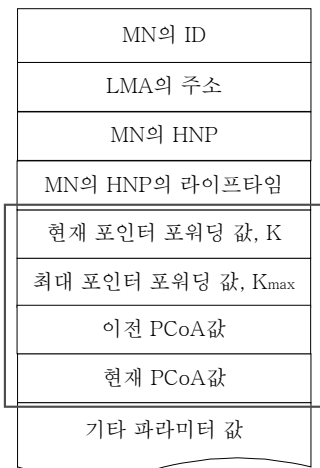 MN의 ID
LMA의 주소
MN의 HNP
MN의 HNP의 라이프타임
현재 포인터 포워딩 값, K
최대 포인터 포워딩 값, Kmax
이전 PCoA값
현재 PCoA값
기타 파라미터 값